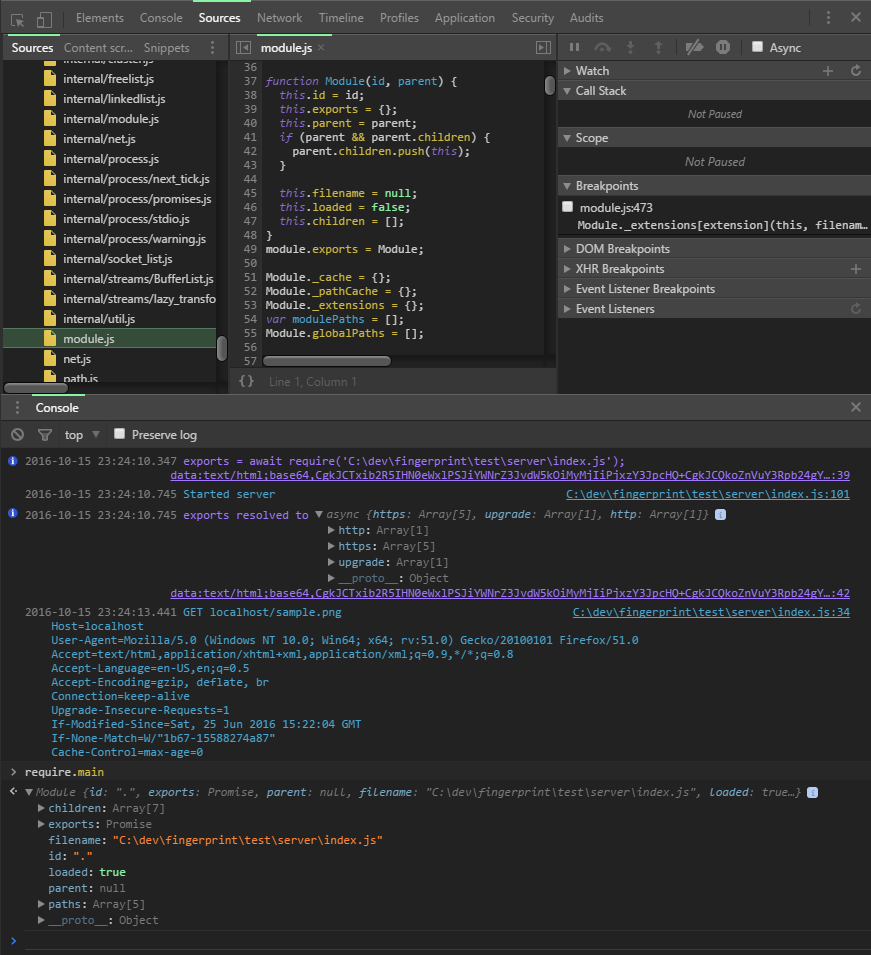 Elements Console Sources Network Timeline Profiles Application Security Audits
Sources Content scr... Snippets
internal/cluster.js
internal/freelist.js
internal/linkedlist.js
internal/module.js
internal/net.js
internal/process.js
internal/process/next_tick.js
internal/process/promises.js
internal/process/stdio.js
internal/process/warning.js
internal/socket_list.js
internal/streams/BufferList.js
internal/streams/lazy_transfo
internal/util.js
module.js
net.js
path.js
module.js ×
36
37 function Module(id, parent) {
38 this.id = id;
39 this.exports = {};
40 this.parent = parent;
41 if (parent && parent.children) {
42 parent.children.push(this);
43 }
44
45 this.filename = null;
46 this.loaded = false;
47 this.children = [];
48 }
49 module.exports = Module;
50
51 Module._cache = {};
52 Module._pathCache = {};
53 Module._extensions = {};
54 var modulePaths = [];
55 Module.globalPaths = [];
56
57
{} Line 1, Column 1
Async
Watch
Call Stack
Not Paused
Scope
Not Paused
Breakpoints
module.js:473
Module._extensions[extension](this, filenam…
DOM Breakpoints
XHR Breakpoints
Event Listener Breakpoints
Event Listeners
Console
top Preserve log
2016-10-15 23:24:10.347 exports = await require('C:\dev\fingerprint\test\server\index.js');
data:text/html;base64,CgkJCTxib2R5IHN0eWxlPSJiYWNrZ3JvdW5kOiMyMjIiPjxzY3JpcHQ+CgkJCQkoZnVuY3Rpb24gY…:39
2016-10-15 23:24:10.745 Started server C:\dev\fingerprint\test\server\index.js:101
2016-10-15 23:24:10.745 exports resolved to ▼async {https: Array[5], upgrade: Array[1], http: Array[1]} i
▶http: Array[1]
▶https: Array[5]
▶upgrade: Array[1]
▶__proto__: Object
data:text/html;base64,CgkJCTxib2R5IHN0eWxlPSJiYWNrZ3JvdW5kOiMyMjIiPjxzY3JpcHQ+CgkJCQkoZnVuY3Rpb24gY…:42
2016-10-15 23:24:13.441 GET localhost/sample.png C:\dev\fingerprint\test\server\index.js:34
Host=localhost
User-Agent=Mozilla/5.0 (Windows NT 10.0; Win64; x64; rv:51.0) Gecko/20100101 Firefox/51.0
Accept=text/html,application/xhtml+xml,application/xml;q=0.9,*/*;q=0.8
Accept-Language=en-US,en;q=0.5
Accept-Encoding=gzip, deflate, br
Connection=keep-alive
Upgrade-Insecure-Requests=1
If-Modified-Since=Sat, 25 Jun 2016 15:22:04 GMT
If-None-Match=W/"1b67-15588274a87"
Cache-Control=max-age=0
> require.main
▼Module {id: ".", exports: Promise, parent: null, filename: "C:\dev\fingerprint\test\server\index.js", loaded: true…} i
▶children: Array[7]
▶exports: Promise
filename: "C:\dev\fingerprint\test\server\index.js"
id: "."
loaded: true
parent: null
▶paths: Array[5]
▶__proto__: Object
>